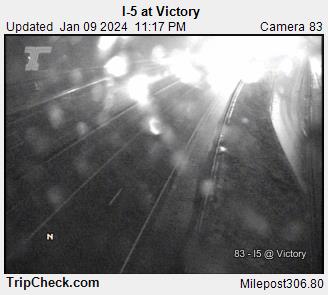 I-5 at Victory
Updated Jan 09 2024 11:17 PM Camera 83
T
N
83 - I5 @ Victory
TripCheck.com Milepost306.80